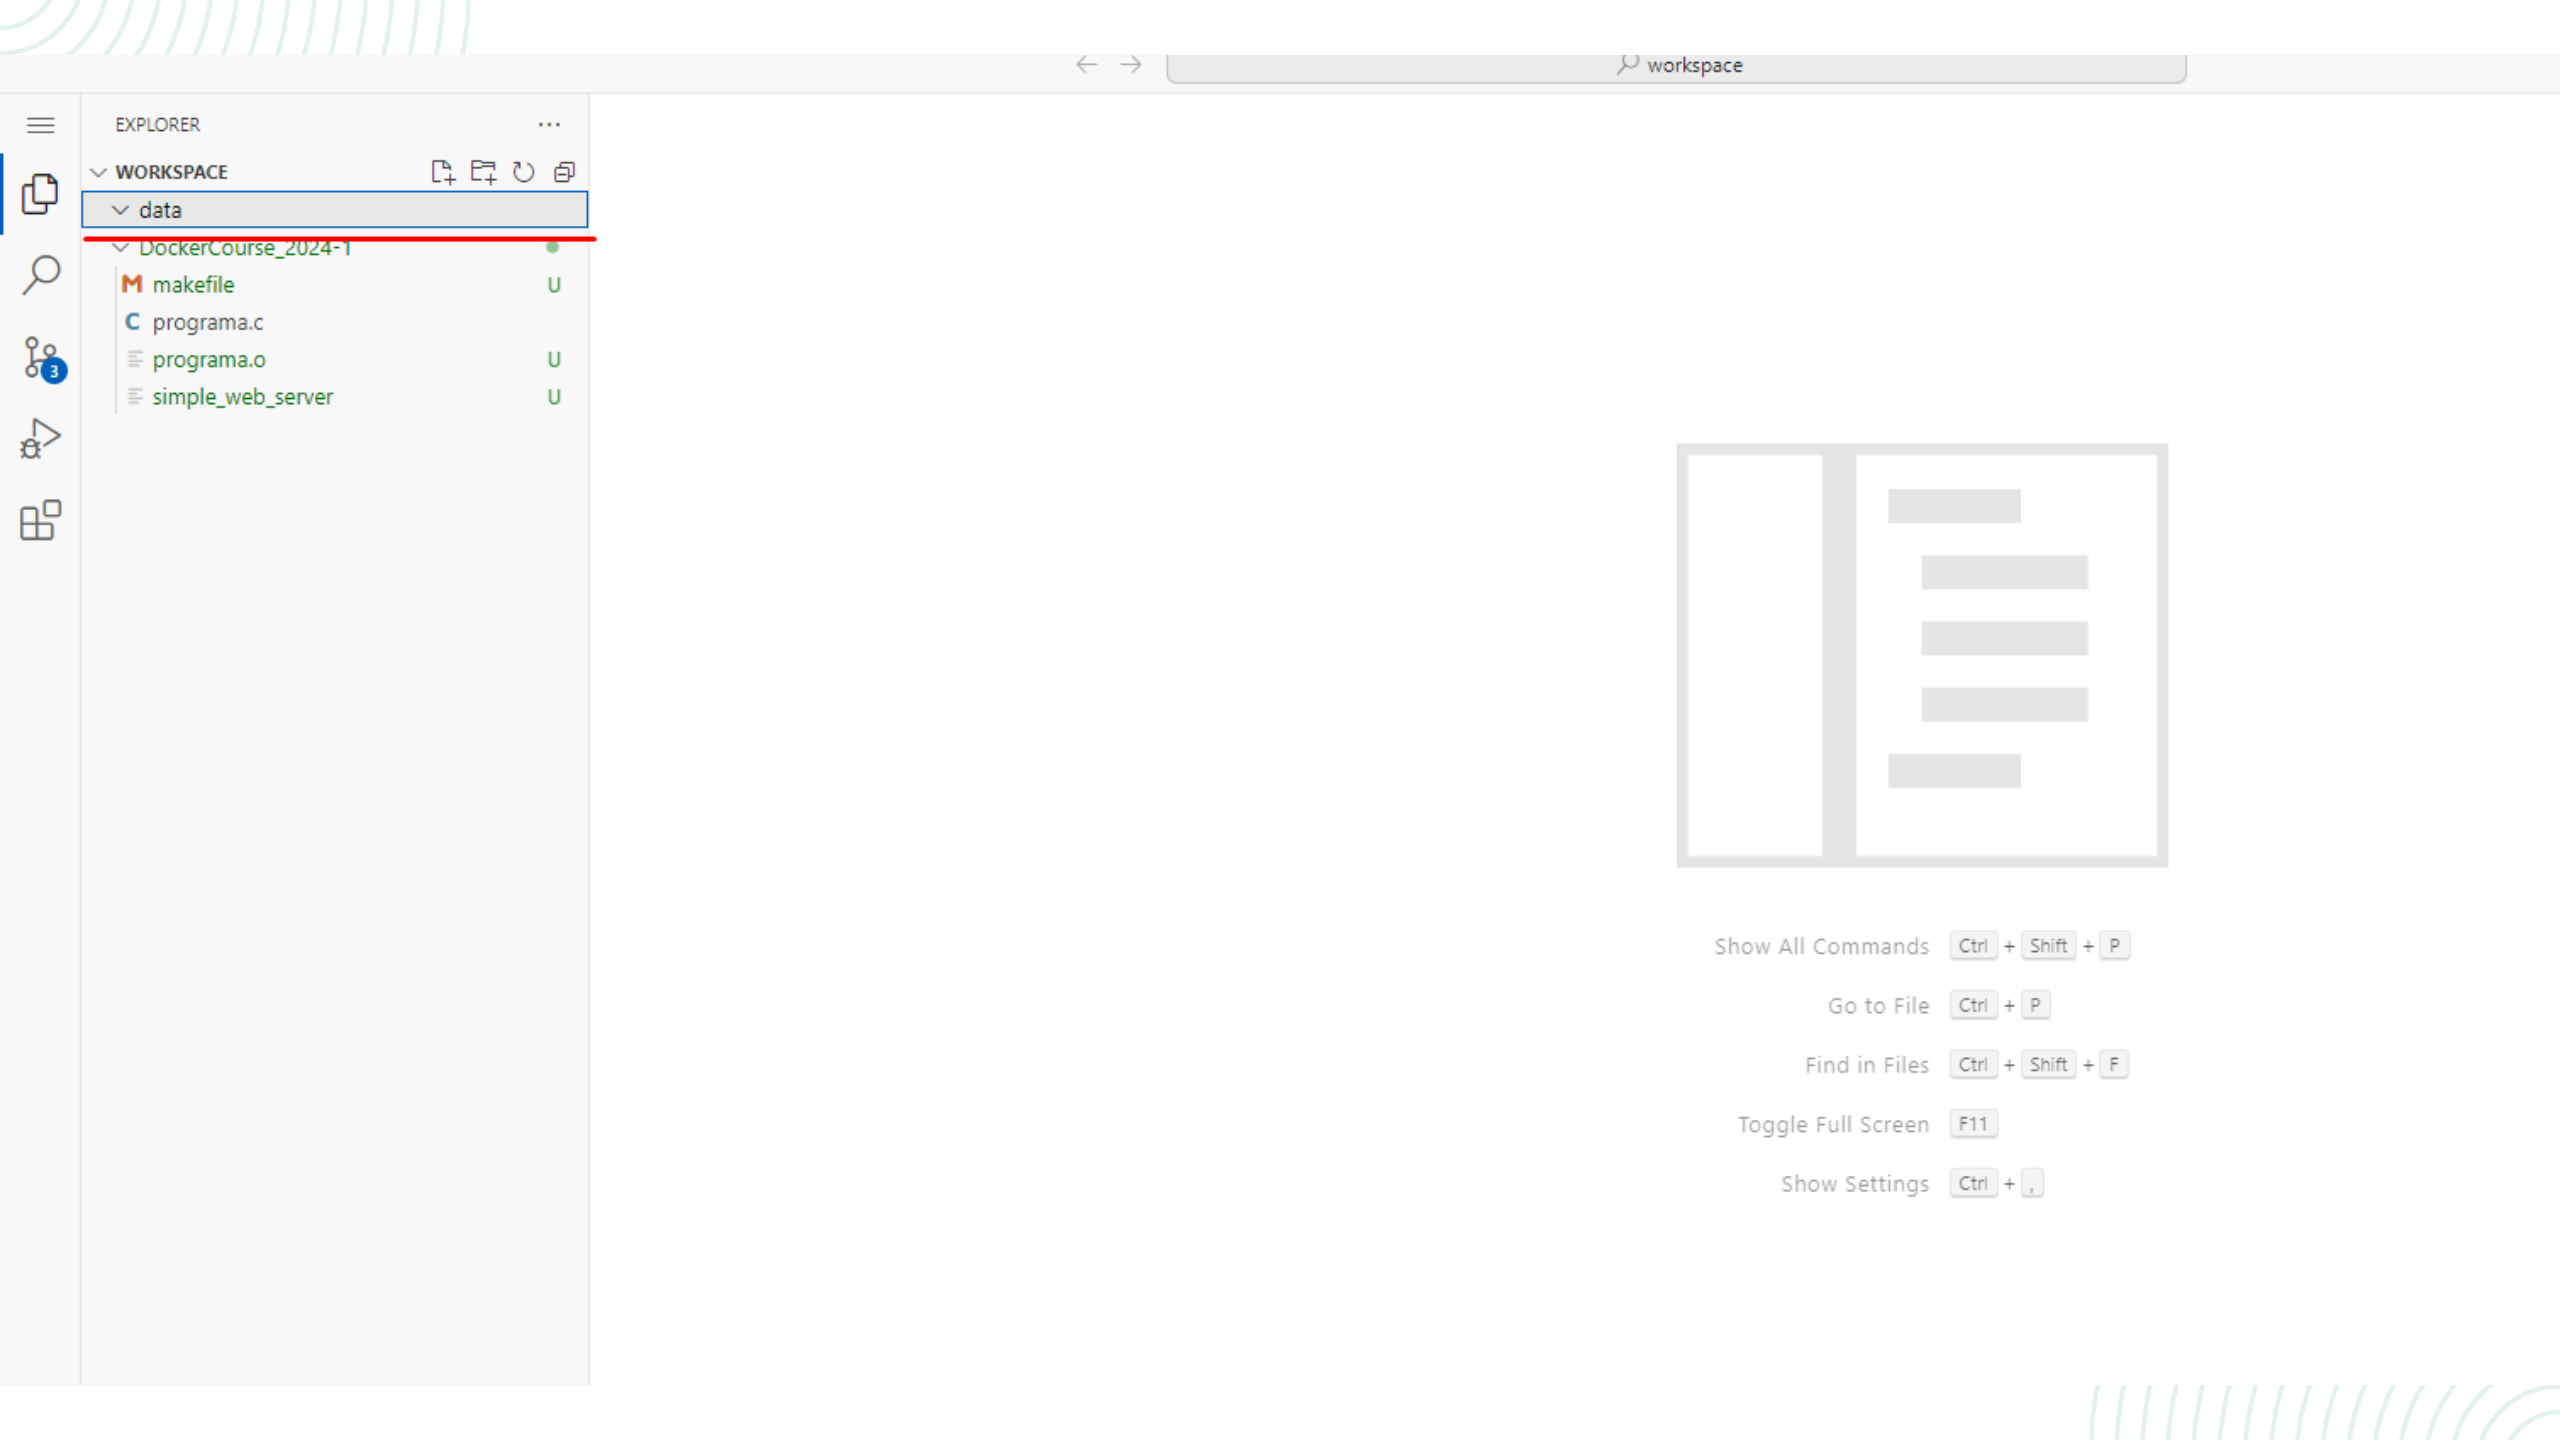 workspace
EXPLORER
WORKSPACE
data
DockerCourse_2024-1
M makefile U
C programa.c
programa.o U
simple_web_server U
3
Show All Commands Ctrl + Shift + P
Go to File Ctrl + P
Find in Files Ctrl + Shift + F
Toggle Full Screen F11
Show Settings Ctrl + ,